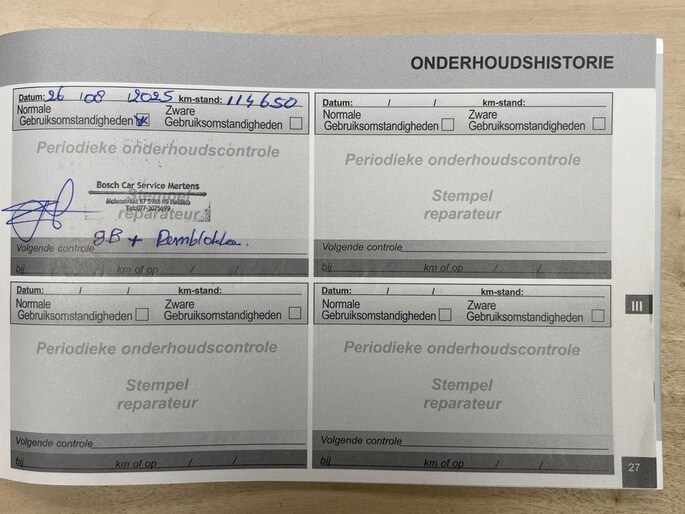 ONDERHOUDSHISTORIE
Datum: 26 / 08 / 2025 km-stand: 114650
Normale Gebruiksomstandigheden Zware Gebruiksomstandigheden
Periodieke onderhoudscontrole
Bosch Car Service Mertens
Stempel
reparateur
gB + Remblokken.
Volgende controle
bij km of op / /
Datum: / / km-stand:
Normale Gebruiksomstandigheden Zware Gebruiksomstandigheden
Periodieke onderhoudscontrole
Stempel
reparateur
Volgende controle
bij km of op / /
III
Datum: / / km-stand:
Normale Gebruiksomstandigheden Zware Gebruiksomstandigheden
Periodieke onderhoudscontrole
Stempel
reparateur
Volgende controle
bij km of op / /
Datum: / / km-stand:
Normale Gebruiksomstandigheden Zware Gebruiksomstandigheden
Periodieke onderhoudscontrole
Stempel
reparateur
Volgende controle
bij km of op / /
27